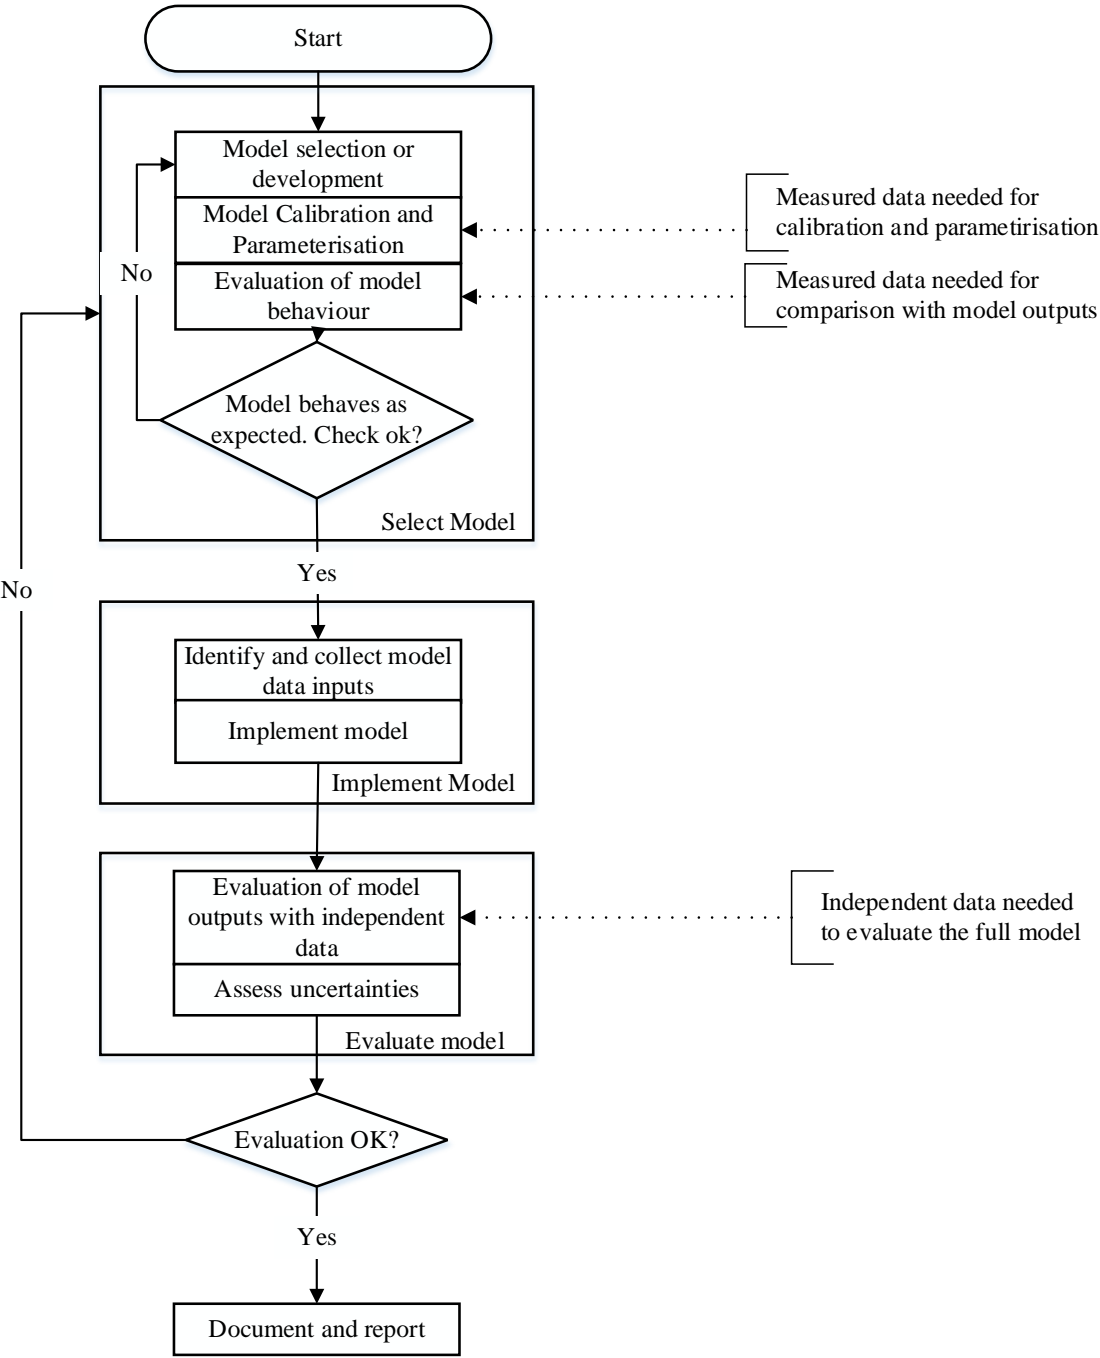 Start
Model selection or
development
Model Calibration and
Parameterisation
Measured data needed for
calibration and parametirisation
No
Evaluation of model
behaviour
Measured data needed for
comparison with model outputs
Model behaves as
expected. Check ok?
Select Model
Yes
No
Identify and collect model
data inputs
Implement model
Implement Model
Evaluation of model
outputs with independent
data
Independent data needed
to evaluate the full model
Assess uncertainties
Evaluate model
Evaluation OK?
Yes
Document and report